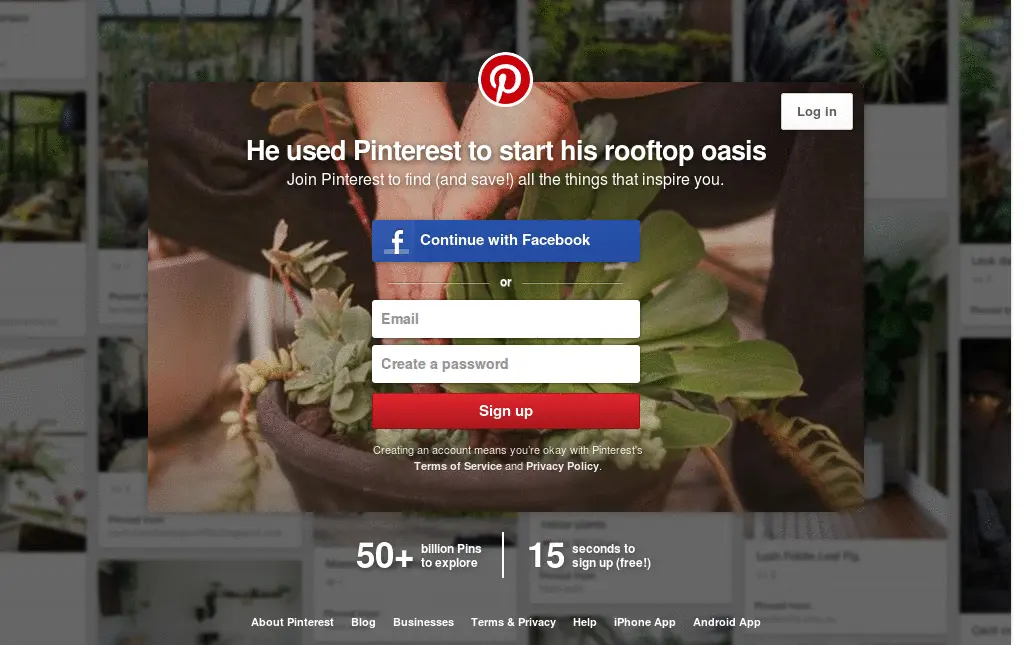 Log in
He used Pinterest to start his rooftop oasis
Join Pinterest to find (and save!) all the things that inspire you.
Continue with Facebook
or
Email
Create a password
Sign up
Creating an account means you're okay with Pinterest's
Terms of Service and Privacy Policy.
50+ billion Pins
to explore
15 seconds to
sign up (free!)
About Pinterest Blog Businesses Terms & Privacy Help iPhone App Android App